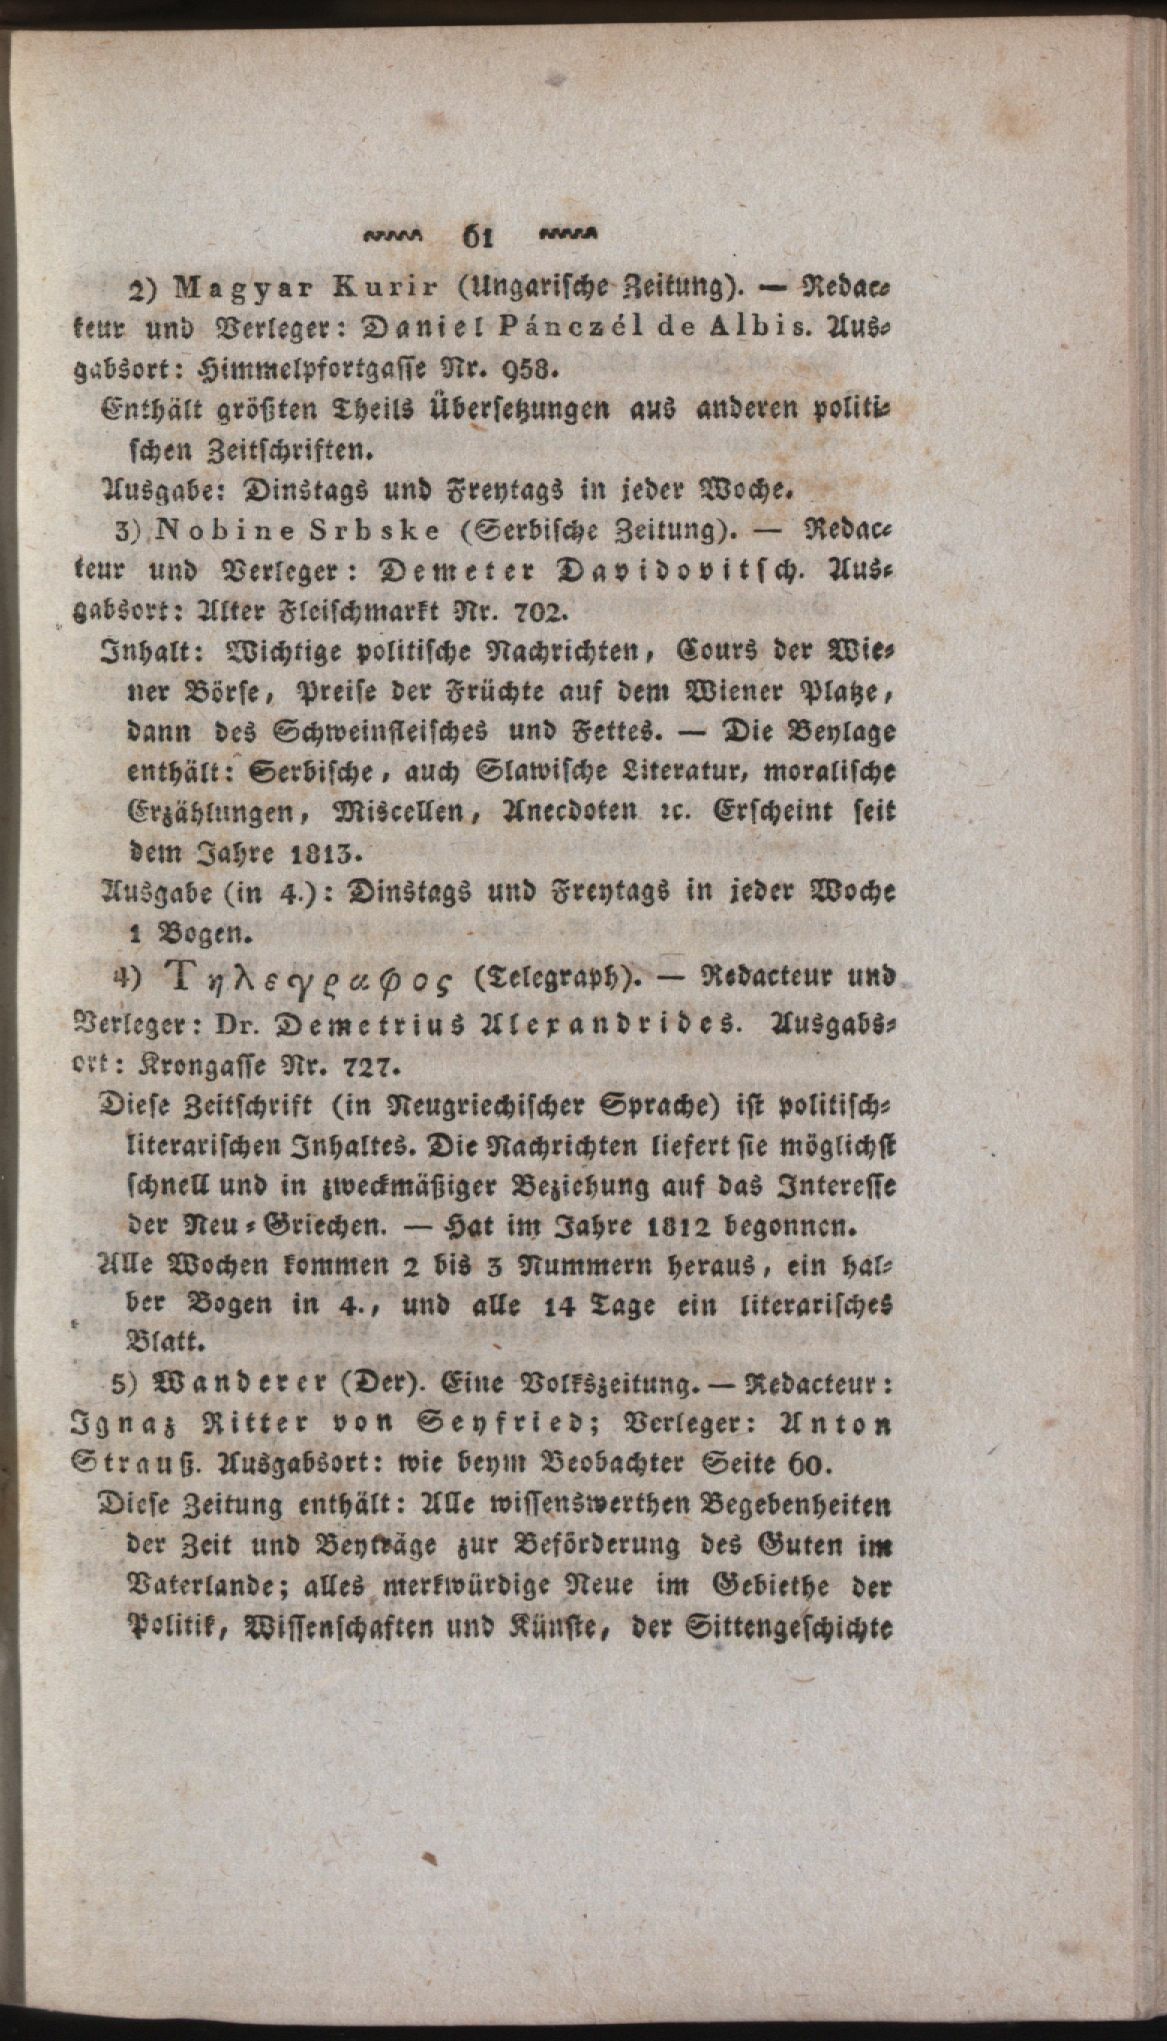 61
2) Magyar Kurir (Ungarische Zeitung). — Redac-
teur und Verleger: Daniel Pánczél de Albis. Aus-
gabsort: Himmelpfortgasse Nr. 958.
Enthält größten Theils Übersetzungen aus anderen politi-
schen Zeitschriften.
Ausgabe: Dinstags und Freytags in jeder Woche.
3) Nobine Srbske (Serbische Zeitung). — Redac-
teur und Verleger: Demeter Davidovitsch. Aus-
gabsort: Alter Fleischmarkt Nr. 702.
Inhalt: Wichtige politische Nachrichten, Cours der Wie-
ner Börse, Preise der Früchte auf dem Wiener Platze,
dann des Schweinfleisches und Fettes. — Die Beylage
enthält: Serbische, auch Slawische Literatur, moralische
Erzählungen, Miscellen, Anecdoten ꝛc. Erscheint seit
dem Jahre 1813.
Ausgabe (in 4.): Dinstags und Freytags in jeder Woche
1 Bogen.
4) Τηλεγραφος (Telegraph). — Redacteur und
Verleger: Dr. Demetrius Alexandrides. Ausgabs-
ort: Krongasse Nr. 727.
Diese Zeitschrift (in Neugriechischer Sprache) ist politisch-
literarischen Inhaltes. Die Nachrichten liefert sie möglichst
schnell und in zweckmäßiger Beziehung auf das Interesse
der Neu-Griechen. — Hat im Jahre 1812 begonnen.
Alle Wochen kommen 2 bis 3 Nummern heraus, ein hal-
ber Bogen in 4., und alle 14 Tage ein literarisches
Blatt.
5) Wanderer (Der). Eine Volkszeitung. — Redacteur:
Ignaz Ritter von Seyfried; Verleger: Anton
Strauß. Ausgabsort: wie beym Beobachter Seite 60.
Diese Zeitung enthält: Alle wissenswerthen Begebenheiten
der Zeit und Beyträge zur Beförderung des Guten im
Vaterlande; alles merkwürdige Neue im Gebiethe der
Politik, Wissenschaften und Künste, der Sittengeschichte